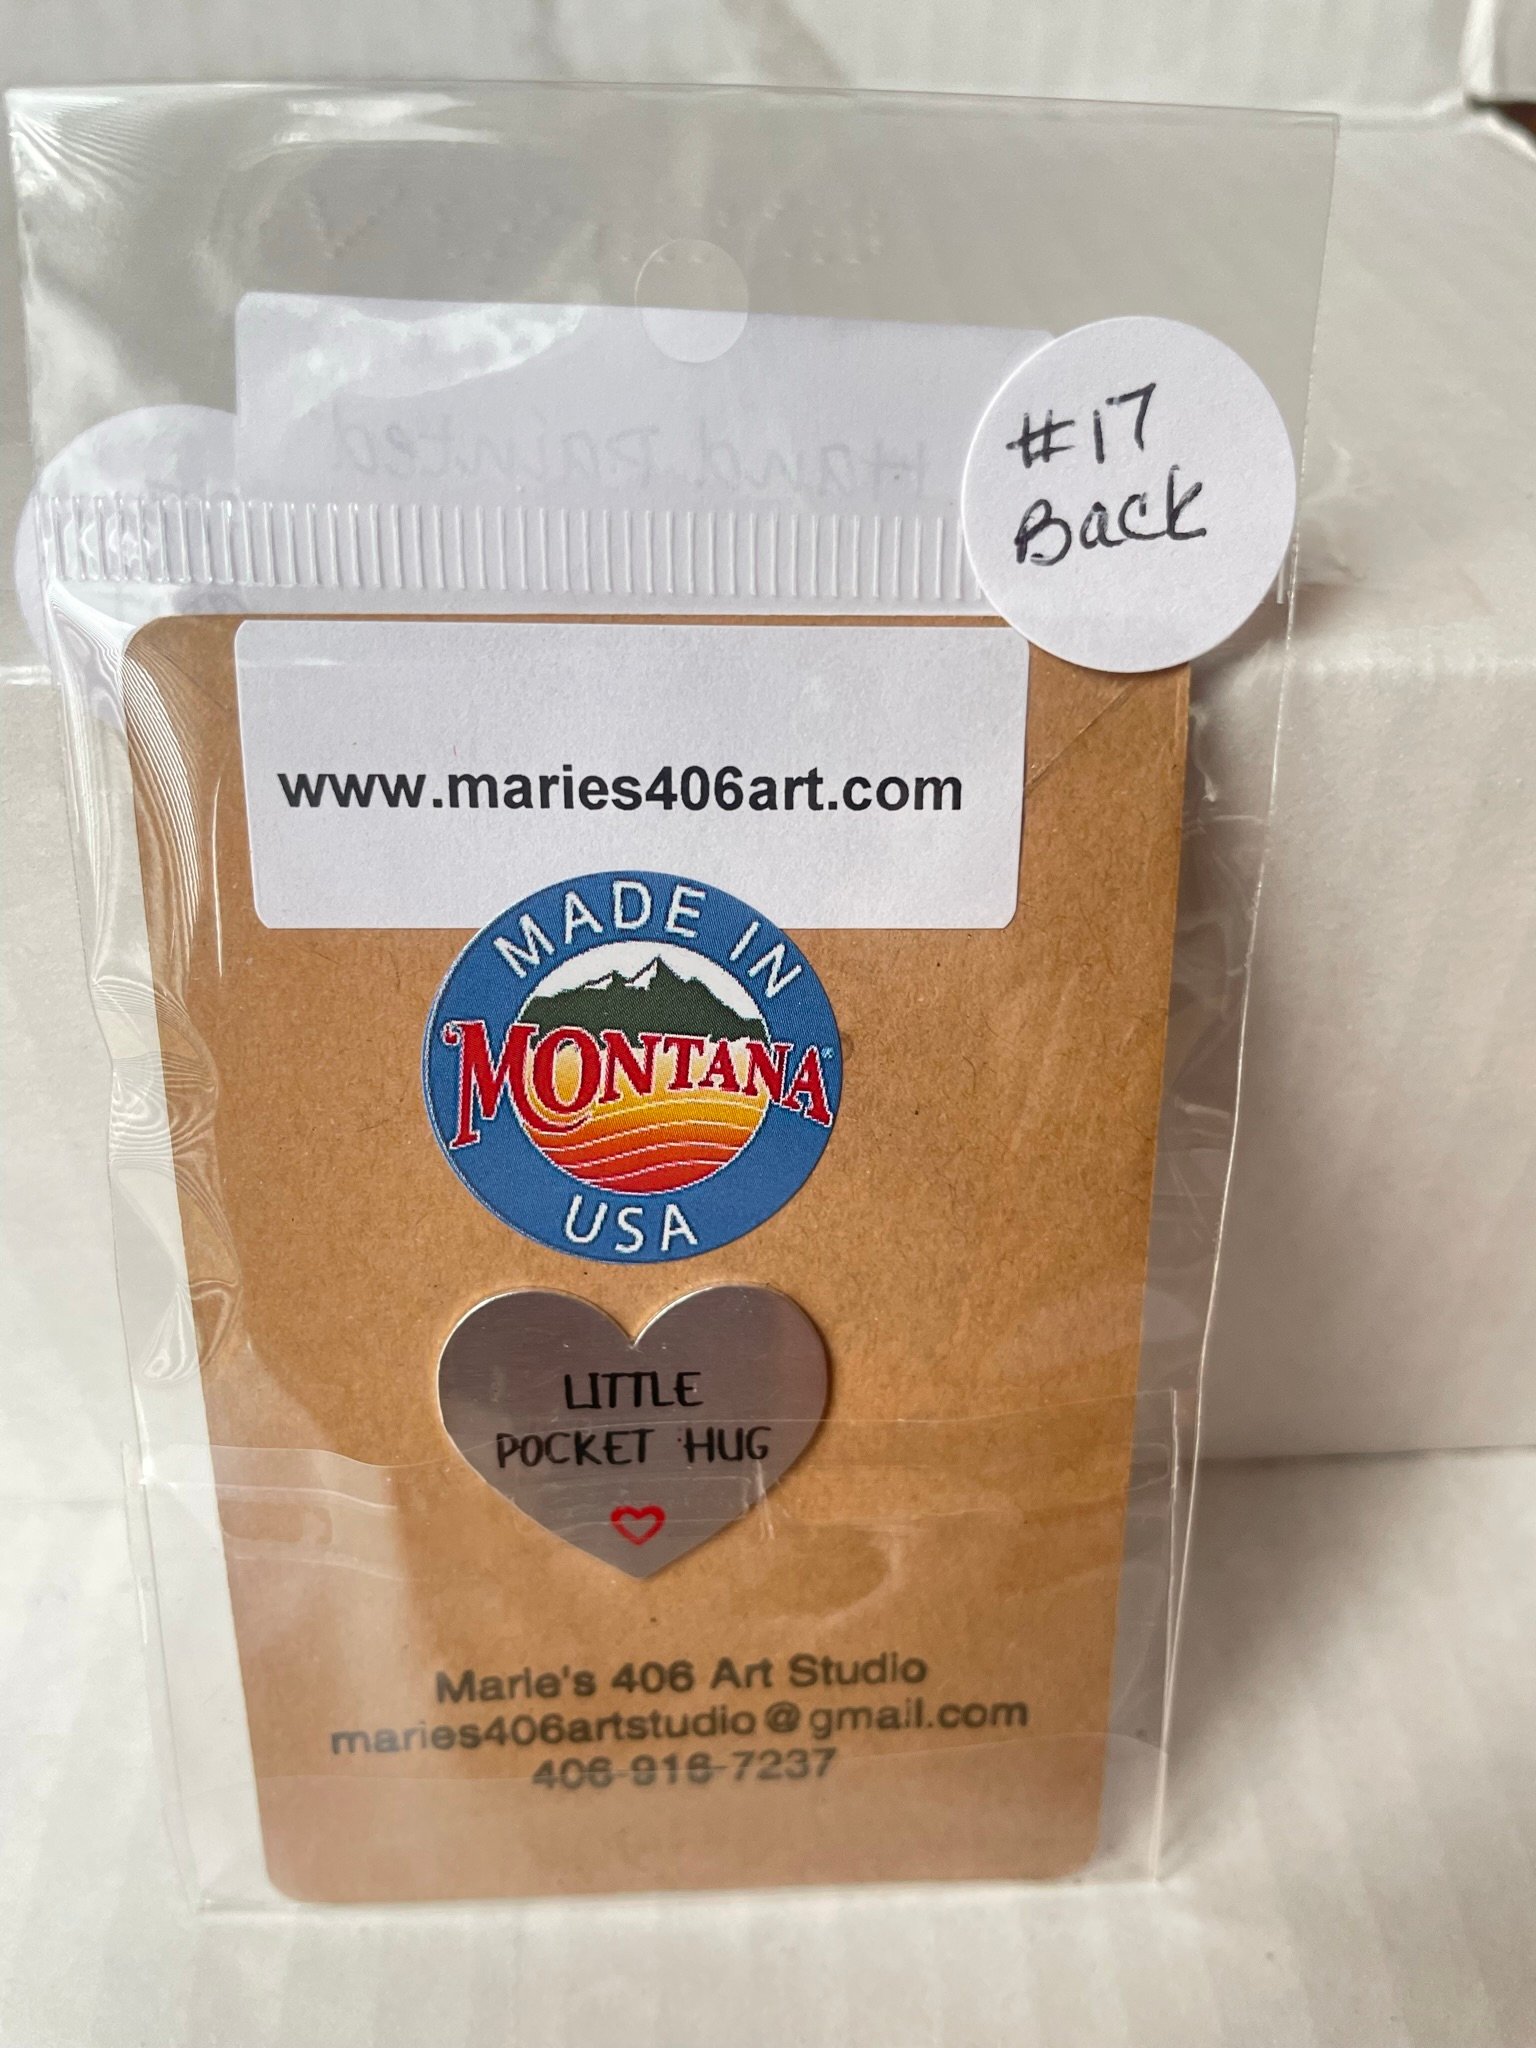 #17
Back
www.maries406art.com
MADE IN
MONTANA
USA
LITTLE
POCKET HUG
Marie's 406 Art Studio
maries406artstudio@gmail.com
406-916-7237